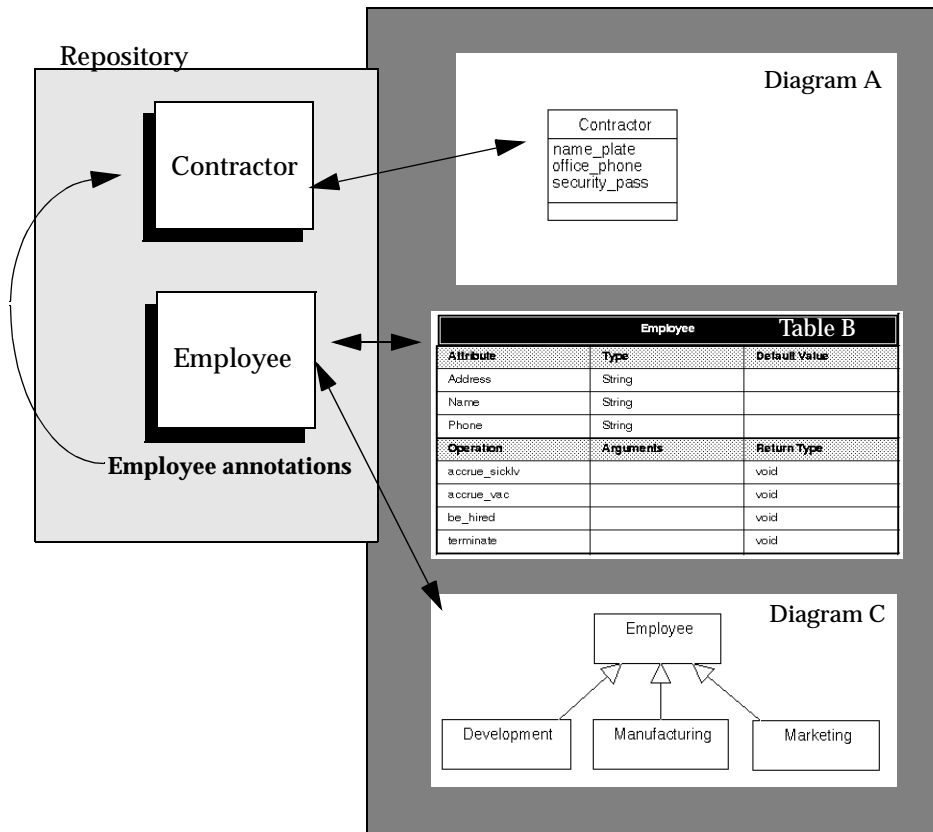 Repository
Contractor
Employee
Employee annotations
Diagram A
Contractor
name_plate
office_phone
security_pass
Employee
Table B
Attribute Type Default Value
Address String
Name String
Phone String
Operation Arguments Return Type
accrue_sicklv void
accrue_vac void
be_hired void
terminate void
Diagram C
Employee
Development Manufacturing Marketing